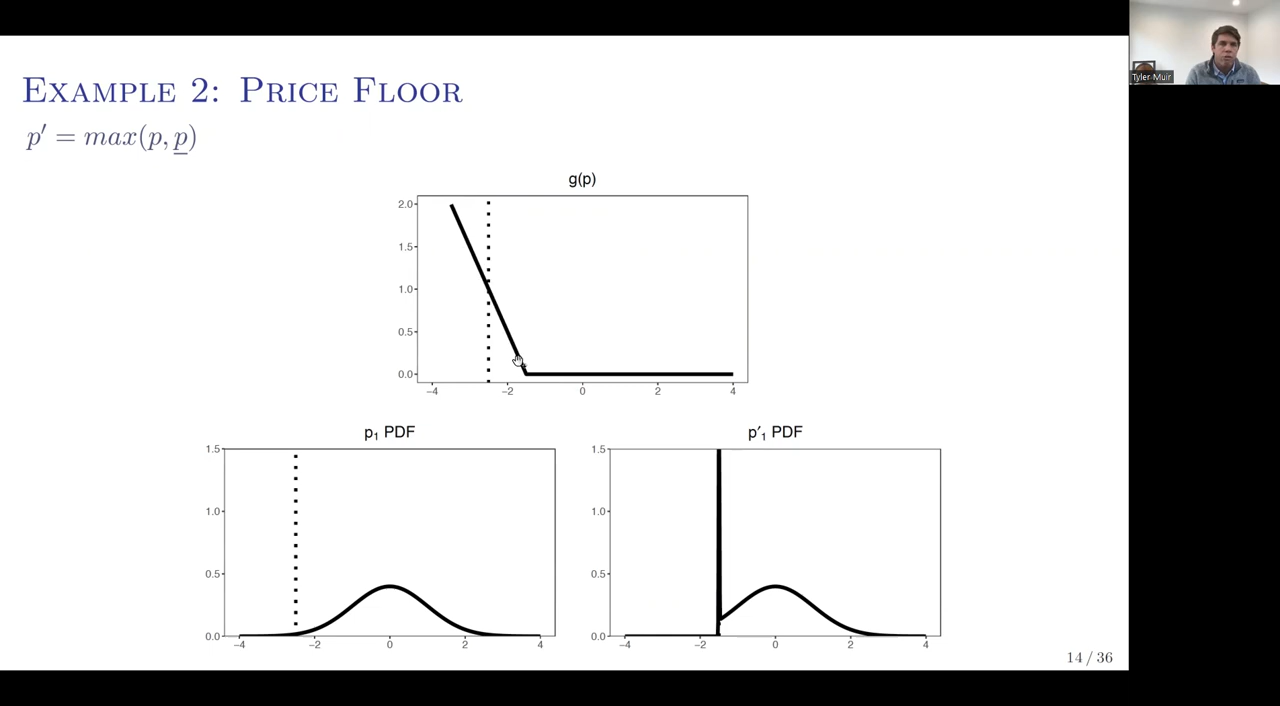 Tyler Muir
EXAMPLE 2: PRICE FLOOR
p′ = max(p, p̲)
g(p)
2.0
1.5
1.0
0.5
0.0
−4 −2 0 2 4
p₁ PDF
1.5
1.0
0.5
0.0
−4 −2 0 2 4
p′₁ PDF
1.5
1.0
0.5
0.0
−4 −2 0 2 4
14 / 36